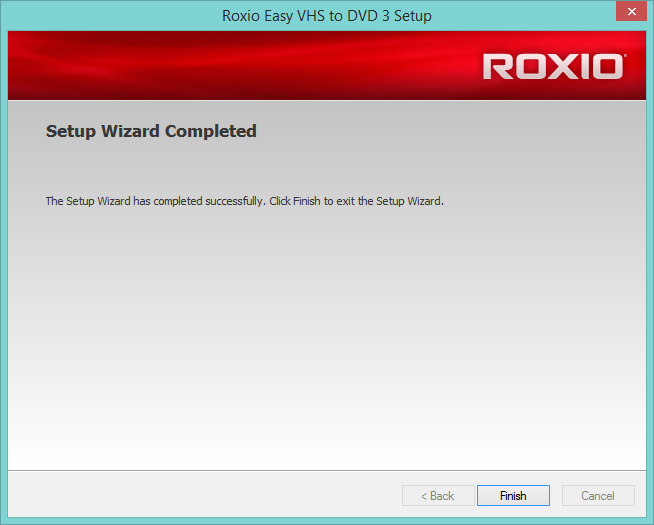 Roxio Easy VHS to DVD 3 Setup
ROXIO
Setup Wizard Completed
The Setup Wizard has completed successfully. Click Finish to exit the Setup Wizard.
< Back
Finish
Cancel